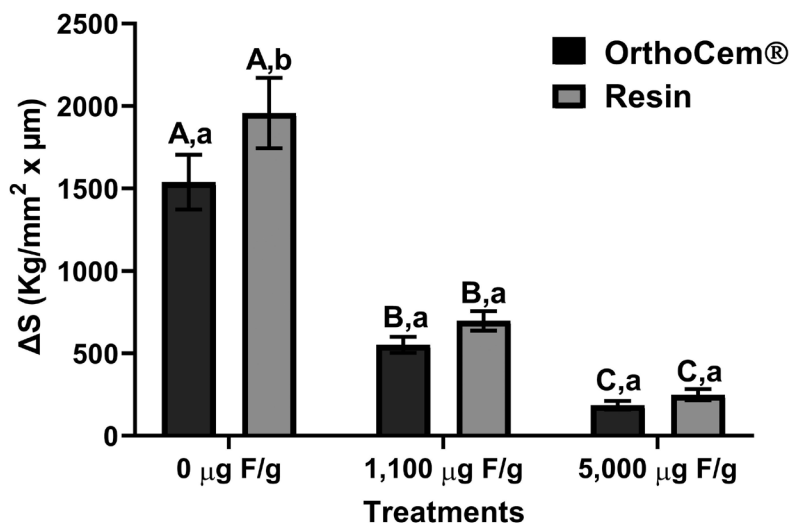 2500
2000
1500
1000
500
0
ΔS (Kg/mm² x µm)
OrthoCem®
Resin
A,a
A,b
B,a
B,a
C,a
C,a
0 µg F/g
1,100 µg F/g
5,000 µg F/g
Treatments